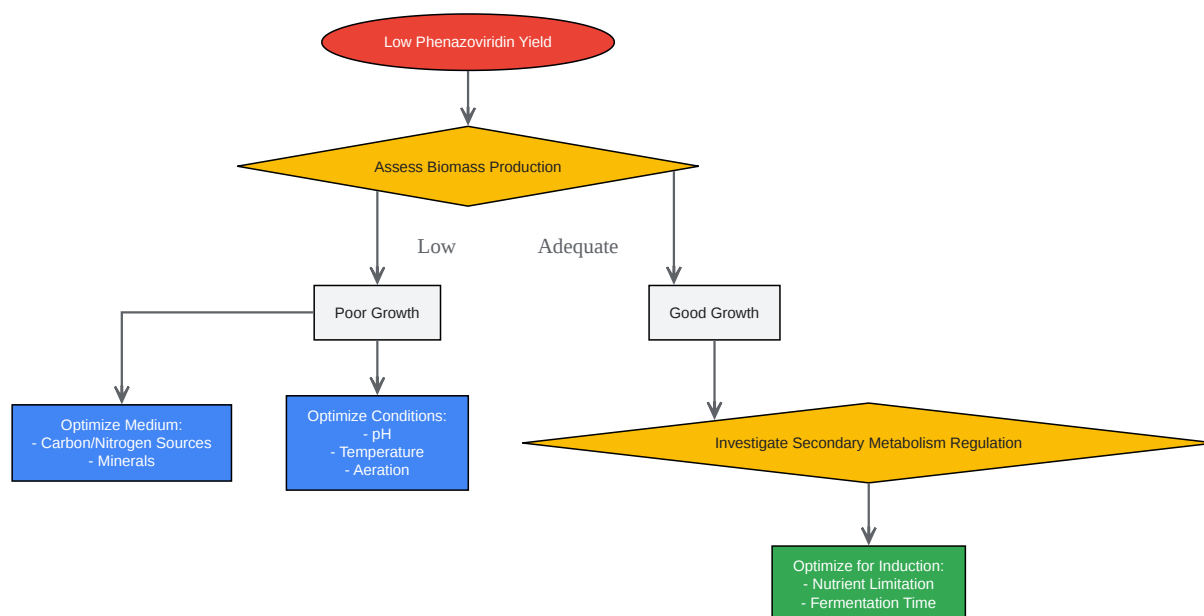 Low Phenazoviridin Yield
Assess Biomass Production
Low
Adequate
Poor Growth
Good Growth
Optimize Medium:
- Carbon/Nitrogen Sources
- Minerals
Optimize Conditions:
- pH
- Temperature
- Aeration
Investigate Secondary Metabolism Regulation
Optimize for Induction:
- Nutrient Limitation
- Fermentation Time